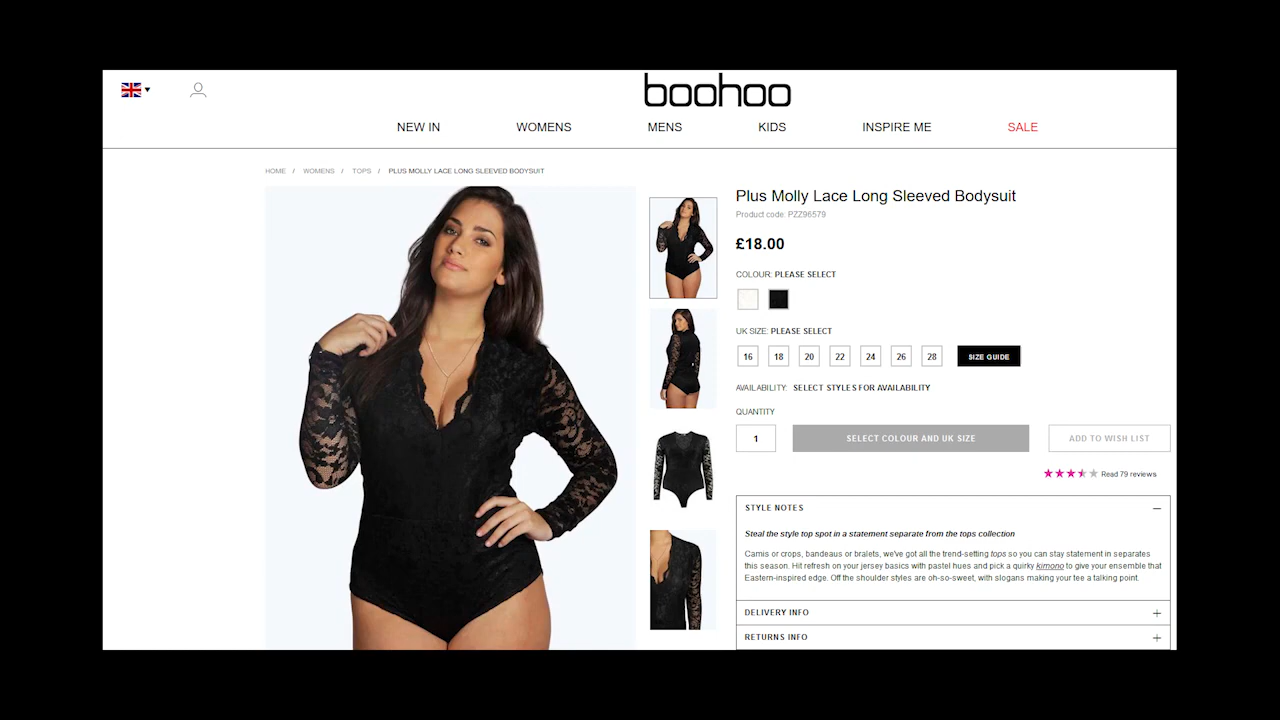 boohoo
NEW IN WOMENS MENS KIDS INSPIRE ME SALE
HOME / WOMENS / TOPS / PLUS MOLLY LACE LONG SLEEVED BODYSUIT
Plus Molly Lace Long Sleeved Bodysuit
Product code: PZZ96579
£18.00
COLOUR: PLEASE SELECT
UK SIZE: PLEASE SELECT
16 18 20 22 24 26 28 SIZE GUIDE
AVAILABILITY: SELECT STYLES FOR AVAILABILITY
QUANTITY
1 SELECT COLOUR AND UK SIZE ADD TO WISH LIST
Read 79 reviews
STYLE NOTES
Steal the style top spot in a statement separate from the tops collection
Camis or crops, bandeaus or bralets, we've got all the trend-setting tops so you can stay statement in separates
this season. Hit refresh on your jersey basics with pastel hues and pick a quirky kimono to give your ensemble that
Eastern-inspired edge. Off the shoulder styles are oh-so-sweet, with slogans making your tee a talking point.
DELIVERY INFO
RETURNS INFO